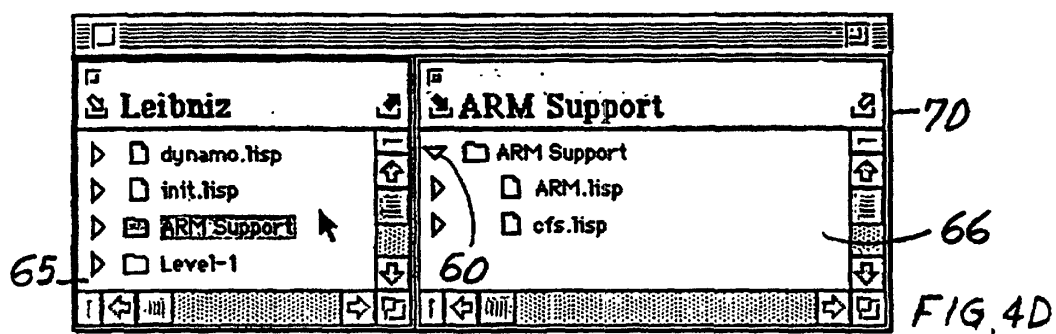 Leibniz
dynamo.lisp
init.lisp
ARM Support
Level-1
ARM Support
ARM Support
ARM.lisp
cfs.lisp
70
65
60
66
FIG. 4D